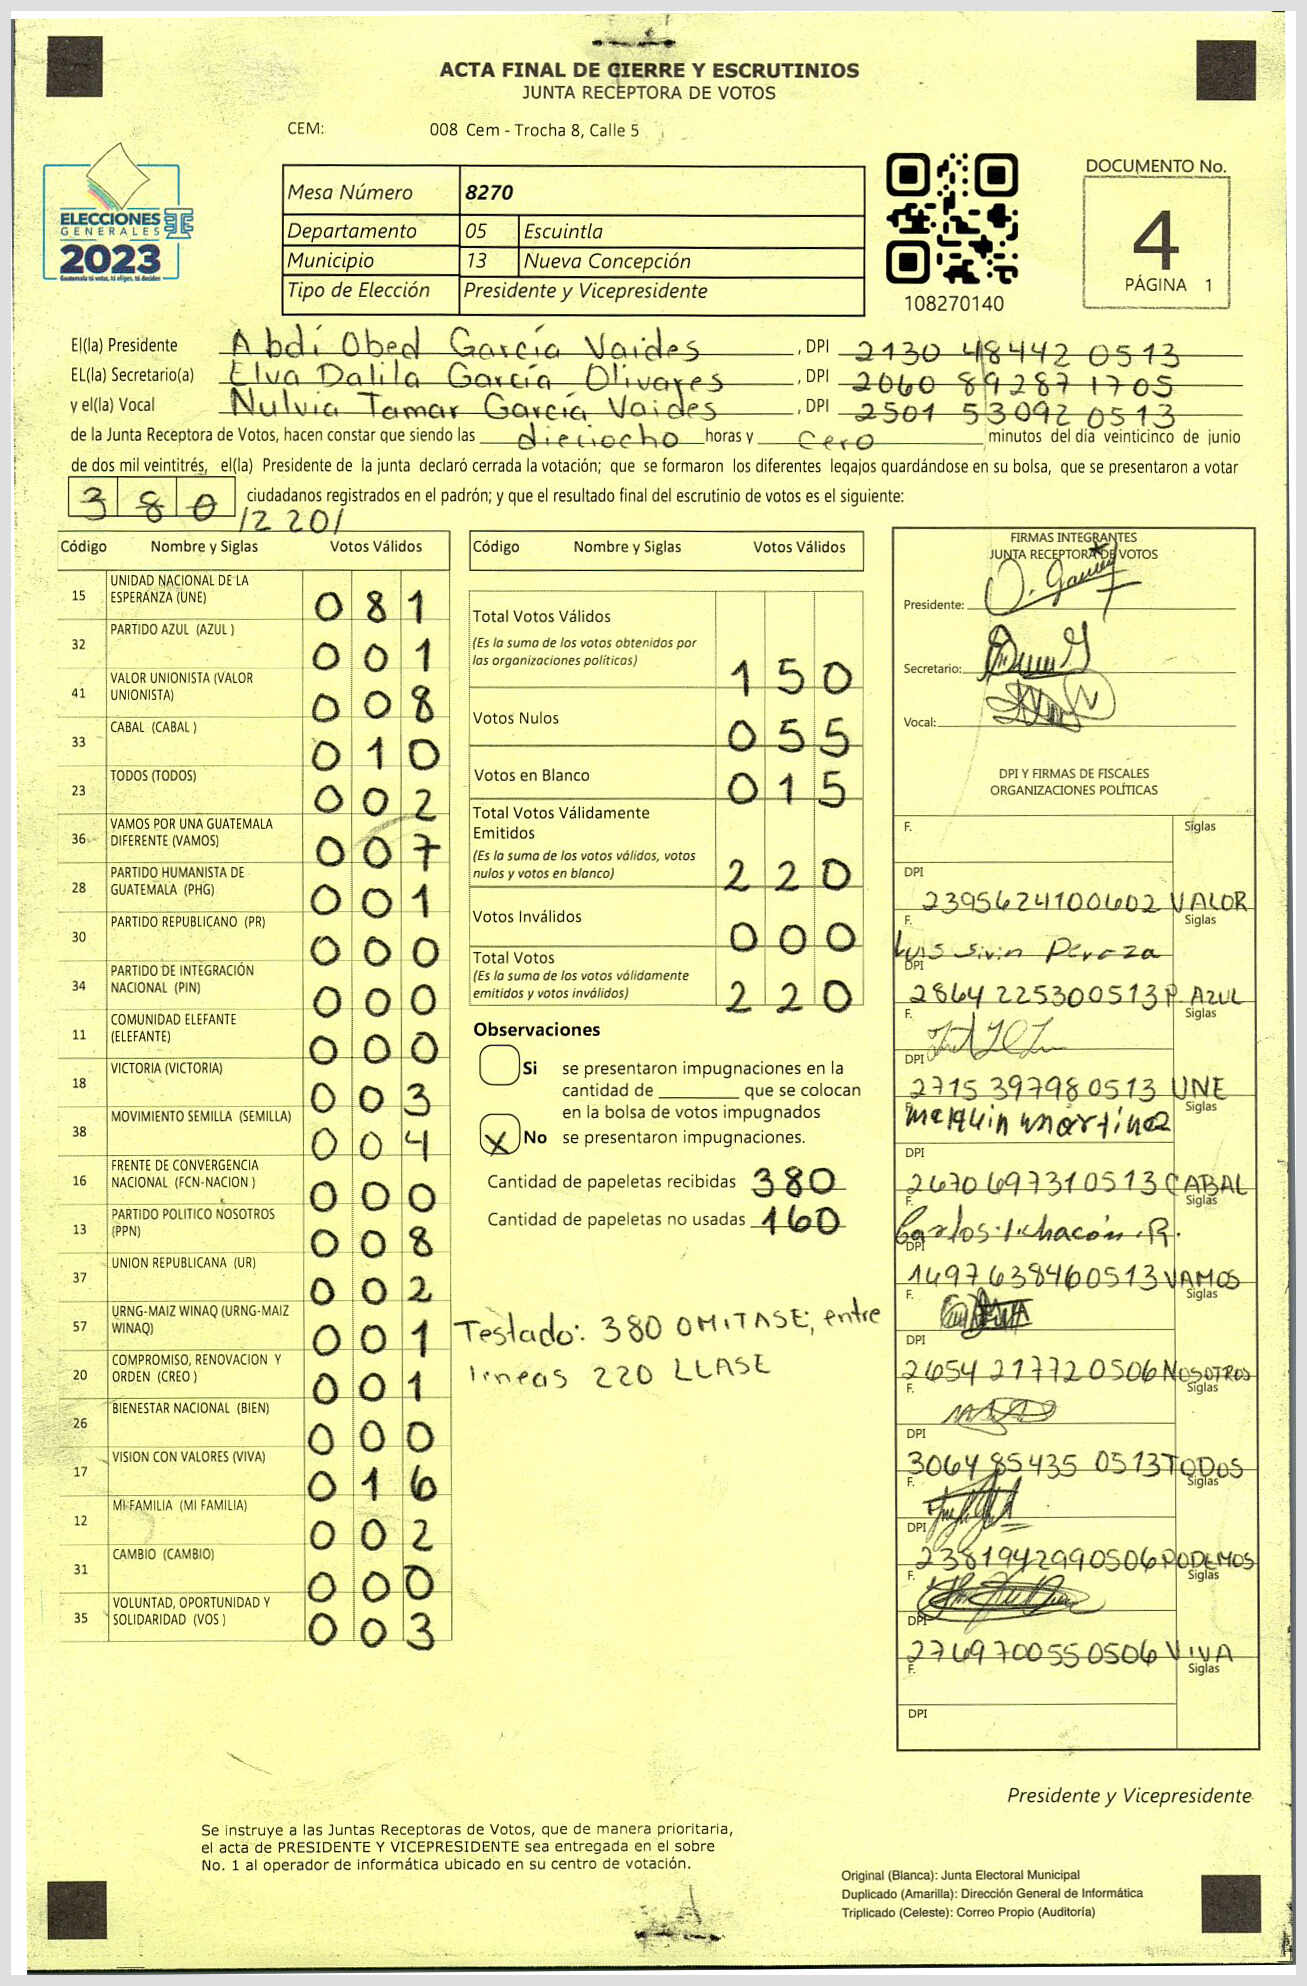 ACTA FINAL DE CIERRE Y ESCRUTINIOS
JUNTA RECEPTORA DE VOTOS
CEM: 008 Cem - Trocha 8, Calle 5
ELECCIONES
GENERALES
2023
Guatemala tú votas, tú eliges, tú decides
Mesa Número 8270
Departamento 05 Escuintla
Municipio 13 Nueva Concepción
Tipo de Elección Presidente y Vicepresidente
108270140
DOCUMENTO No.
4
PÁGINA 1
El(la) Presidente Abdi Obed García Vaides, DPI 2130 48442 0513
EL(la) Secretario(a) Elva Dalila García Olivares, DPI 2060 89287 1705
y el(la) Vocal Nulvia Tamar García Vaides, DPI 2501 53092 0513
de la Junta Receptora de Votos, hacen constar que siendo las dieciocho horas y cero minutos del día veinticinco de junio
de dos mil veintitrés, el(la) Presidente de la junta declaró cerrada la votación; que se formaron los diferentes legajos guardándose en su bolsa, que se presentaron a votar
380 /220/ ciudadanos registrados en el padrón; y que el resultado final del escrutinio de votos es el siguiente:
Código Nombre y Siglas Votos Válidos
15 UNIDAD NACIONAL DE LA ESPERANZA (UNE) 081
32 PARTIDO AZUL (AZUL ) 001
41 VALOR UNIONISTA (VALOR UNIONISTA) 008
33 CABAL (CABAL ) 010
23 TODOS (TODOS) 002
36 VAMOS POR UNA GUATEMALA DIFERENTE (VAMOS) 007
28 PARTIDO HUMANISTA DE GUATEMALA (PHG) 001
30 PARTIDO REPUBLICANO (PR) 000
34 PARTIDO DE INTEGRACIÓN NACIONAL (PIN) 000
11 COMUNIDAD ELEFANTE (ELEFANTE) 000
18 VICTORIA (VICTORIA) 003
38 MOVIMIENTO SEMILLA (SEMILLA) 004
16 FRENTE DE CONVERGENCIA NACIONAL (FCN-NACION ) 000
13 PARTIDO POLITICO NOSOTROS (PPN) 008
37 UNION REPUBLICANA (UR) 002
57 URNG-MAIZ WINAQ (URNG-MAIZ WINAQ) 001
20 COMPROMISO, RENOVACION Y ORDEN (CREO ) 001
26 BIENESTAR NACIONAL (BIEN) 000
17 VISION CON VALORES (VIVA) 016
12 MI FAMILIA (MI FAMILIA) 002
31 CAMBIO (CAMBIO) 000
35 VOLUNTAD, OPORTUNIDAD Y SOLIDARIDAD (VOS ) 003
Código Nombre y Siglas Votos Válidos
Total Votos Válidos
(Es la suma de los votos obtenidos por
las organizaciones políticas) 150
Votos Nulos 055
Votos en Blanco 015
Total Votos Válidamente
Emitidos
(Es la suma de los votos válidos, votos
nulos y votos en blanco) 220
Votos Inválidos 000
Total Votos
(Es la suma de los votos válidamente
emitidos y votos inválidos) 220
Observaciones
Si se presentaron impugnaciones en la
cantidad de ________ que se colocan
en la bolsa de votos impugnados
X No se presentaron impugnaciones.
Cantidad de papeletas recibidas 380
Cantidad de papeletas no usadas 160
Testado: 380 OMITASE; entre
lineas 220 LLASE
FIRMAS INTEGRANTES
JUNTA RECEPTORA DE VOTOS
Presidente:
Secretario:
Vocal:
DPI Y FIRMAS DE FISCALES
ORGANIZACIONES POLÍTICAS
F. Siglas
DPI 2395624100602 VALOR
F. Siglas
Luis
DPI 2864 225300513 P. AZUL
F. Siglas
DPI 2715 39798 0513 UNE
F. Siglas
DPI 2670 69731 0513 CABAL
F. Siglas
Carlos
DPI 1497638460513 VAMOS
F. Siglas
DPI 2654 21772 0506 NOSOTROS
F. Siglas
DPI 3064 85435 0513 TODOS
F. Siglas
DPI 2381942990506 PODEMOS
F. Siglas
DPI 2769700550506 VIVA
F. Siglas
DPI
Presidente y Vicepresidente
Se instruye a las Juntas Receptoras de Votos, que de manera prioritaria,
el acta de PRESIDENTE Y VICEPRESIDENTE sea entregada en el sobre
No. 1 al operador de informática ubicado en su centro de votación.
Original (Blanca): Junta Electoral Municipal
Duplicado (Amarilla): Dirección General de Informática
Triplicado (Celeste): Correo Propio (Auditoría)